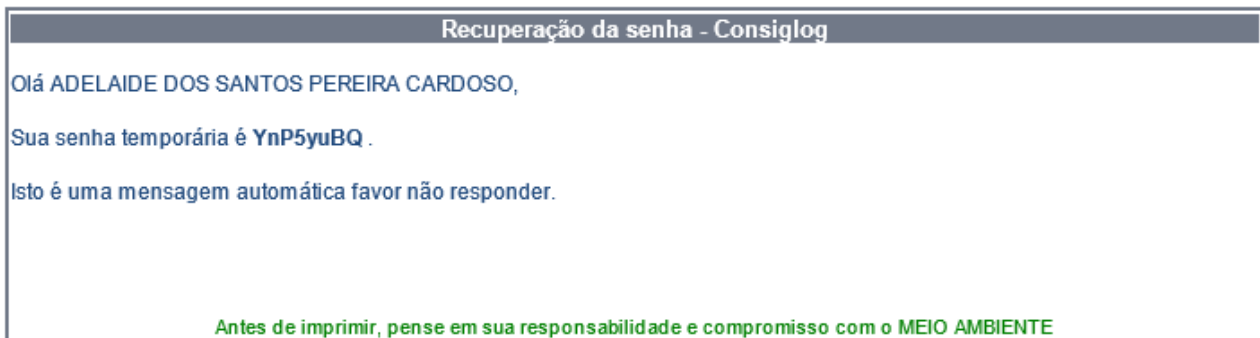 Recuperação da senha - Consiglog
Olá ADELAIDE DOS SANTOS PEREIRA CARDOSO,
Sua senha temporária é YnP5yuBQ .
Isto é uma mensagem automática favor não responder.
Antes de imprimir, pense em sua responsabilidade e compromisso com o MEIO AMBIENTE